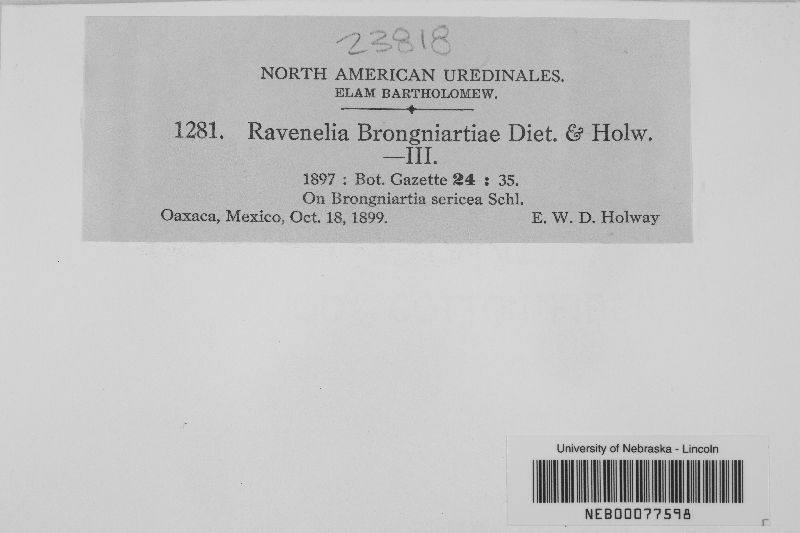 23818
NORTH AMERICAN UREDINALES.
ELAM BARTHOLOMEW.
1281. Ravenelia Brongniartiae Diet. & Holw.
—III.
1897 : Bot. Gazette 24 : 35.
On Brongniartia sericea Schl.
Oaxaca, Mexico, Oct. 18, 1899. E. W. D. Holway
University of Nebraska - Lincoln
NEB00077598